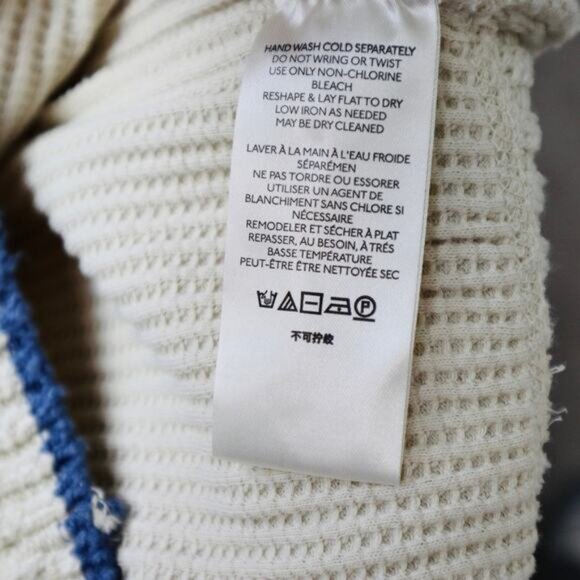 HAND WASH COLD SEPARATELY
DO NOT WRING OR TWIST
USE ONLY NON-CHLORINE
BLEACH
RESHAPE & LAY FLAT TO DRY
LOW IRON AS NEEDED
MAY BE DRY CLEANED
LAVER À LA MAIN À L'EAU FROIDE
SÉPARÉMEN
NE PAS TORDRE OU ESSORER
UTILISER UN AGENT DE
BLANCHIMENT SANS CHLORE SI
NÉCESSAIRE
REMODELER ET SÉCHER À PLAT
REPASSER, AU BESOIN, À TRÉS
BASSE TEMPÉRATURE
PEUT-ÊTRE ÊTRE NETTOYÉE SEC
P
不可拧绞